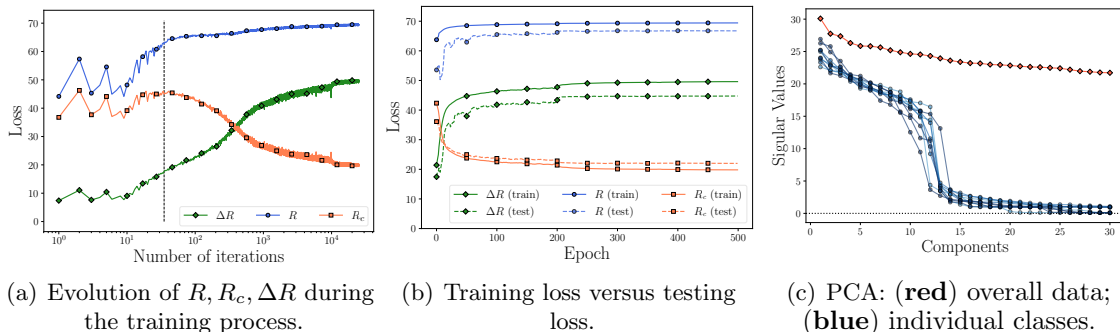 70
60
50
40
30
20
10
0
Loss
ΔR R R_c
10^0 10^1 10^2 10^3 10^4
Number of iterations
(a) Evolution of R, R_c, ΔR during
the training process.
70
60
50
40
30
20
10
0
Loss
ΔR (train) R (train) R_c (train)
ΔR (test) R (test) R_c (test)
0 100 200 300 400 500
Epoch
(b) Training loss versus testing
loss.
30
25
20
15
10
5
0
Sigular Values
0 5 10 15 20 25 30
Components
(c) PCA: (red) overall data;
(blue) individual classes.